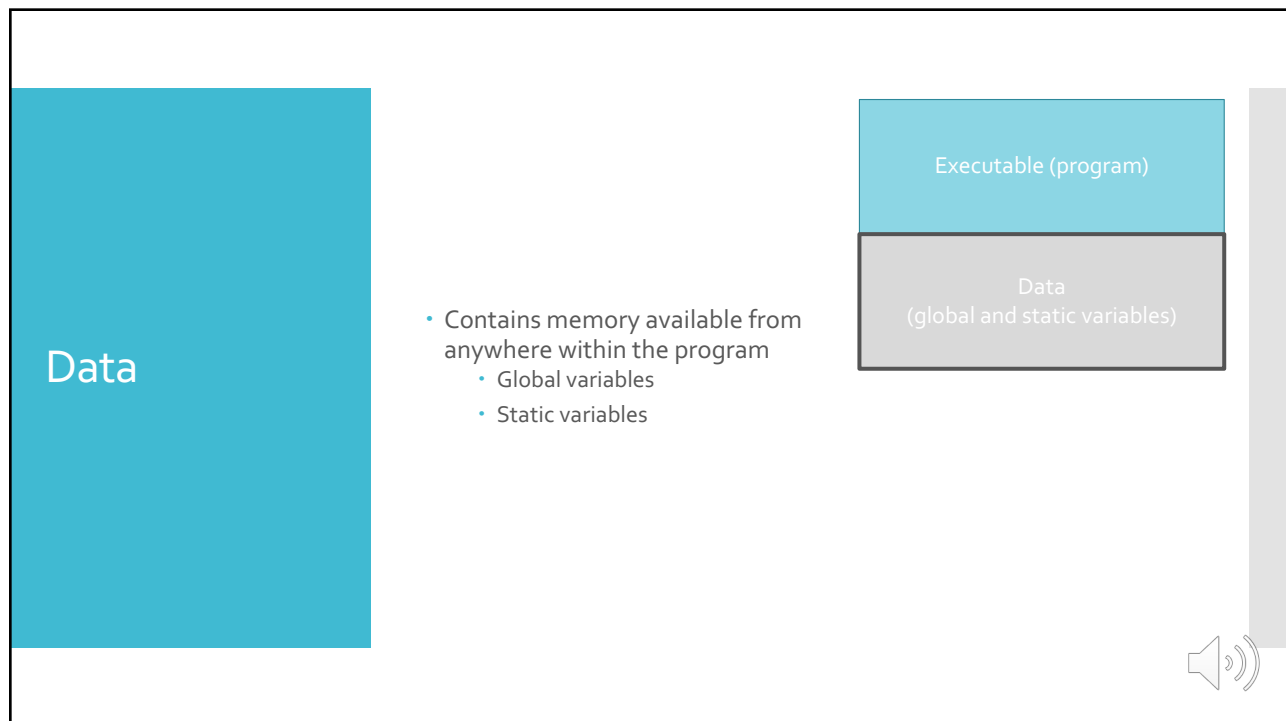 Data
• Contains memory available from
anywhere within the program
• Global variables
• Static variables
Executable (program)
Data
(global and static variables)